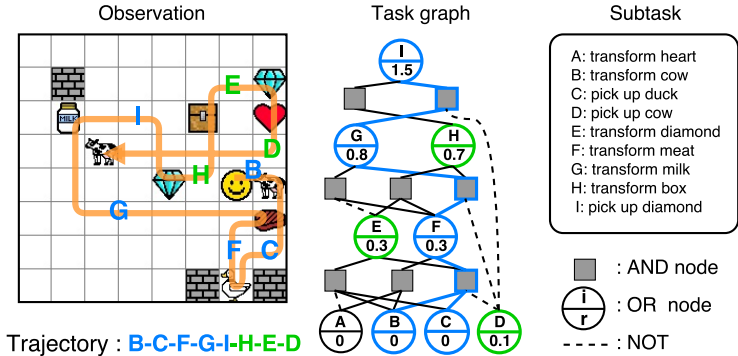 Observation
Task graph
Subtask
E
MILK
I
D
H
B
G
F
C
Trajectory : B-C-F-G-I-H-E-D
I
1.5
G
0.8
H
0.7
E
0.3
F
0.3
A
0
B
0
C
0
D
0.1
A: transform heart
B: transform cow
C: pick up duck
D: pick up cow
E: transform diamond
F: transform meat
G: transform milk
H: transform box
I: pick up diamond
: AND node
i
r
: OR node
: NOT